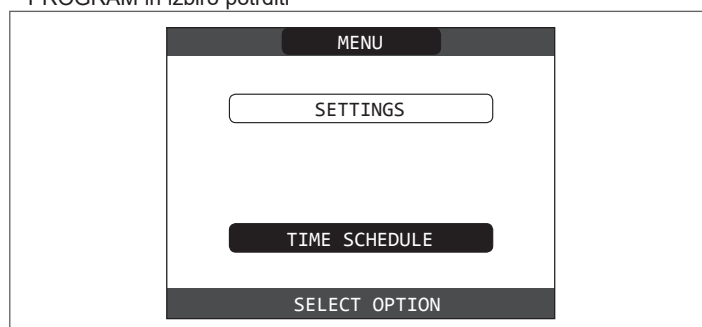 PROGRAM in izbiro potrditi
MENU
SETTINGS
TIME SCHEDULE
SELECT OPTION